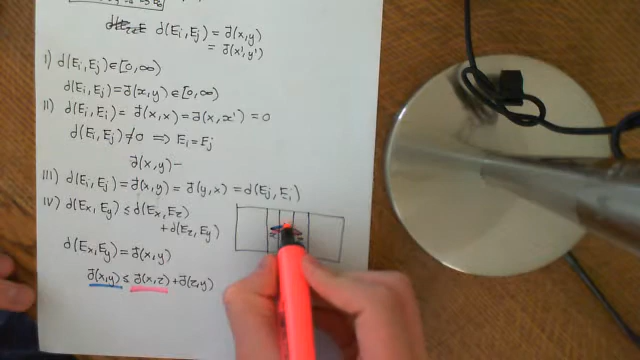 d(Ei, Ej) = d̄(x,y)
= d̄(x',y')
I) d(Ei, Ej) ∈ [0, ∞)
d(Ei, Ej) = d̄(x,y) ∈ [0, ∞)
II) d(Ei, Ei) = d̄(x,x) = d̄(x,x') = 0
d(Ei, Ej) ≠ 0 ⇒ Ei = Ej
d̄(x,y) –
III) d(Ei, Ej) = d̄(x,y) = d̄(y,x) = d(Ej, Ei)
IV) d(Ex, Ey) ≤ d(Ex, Ez)
+ d(Ez, Ey)
d(Ex, Ey) = d̄(x,y)
d̄(x,y) ≤ d̄(x,z) + d̄(z,y)